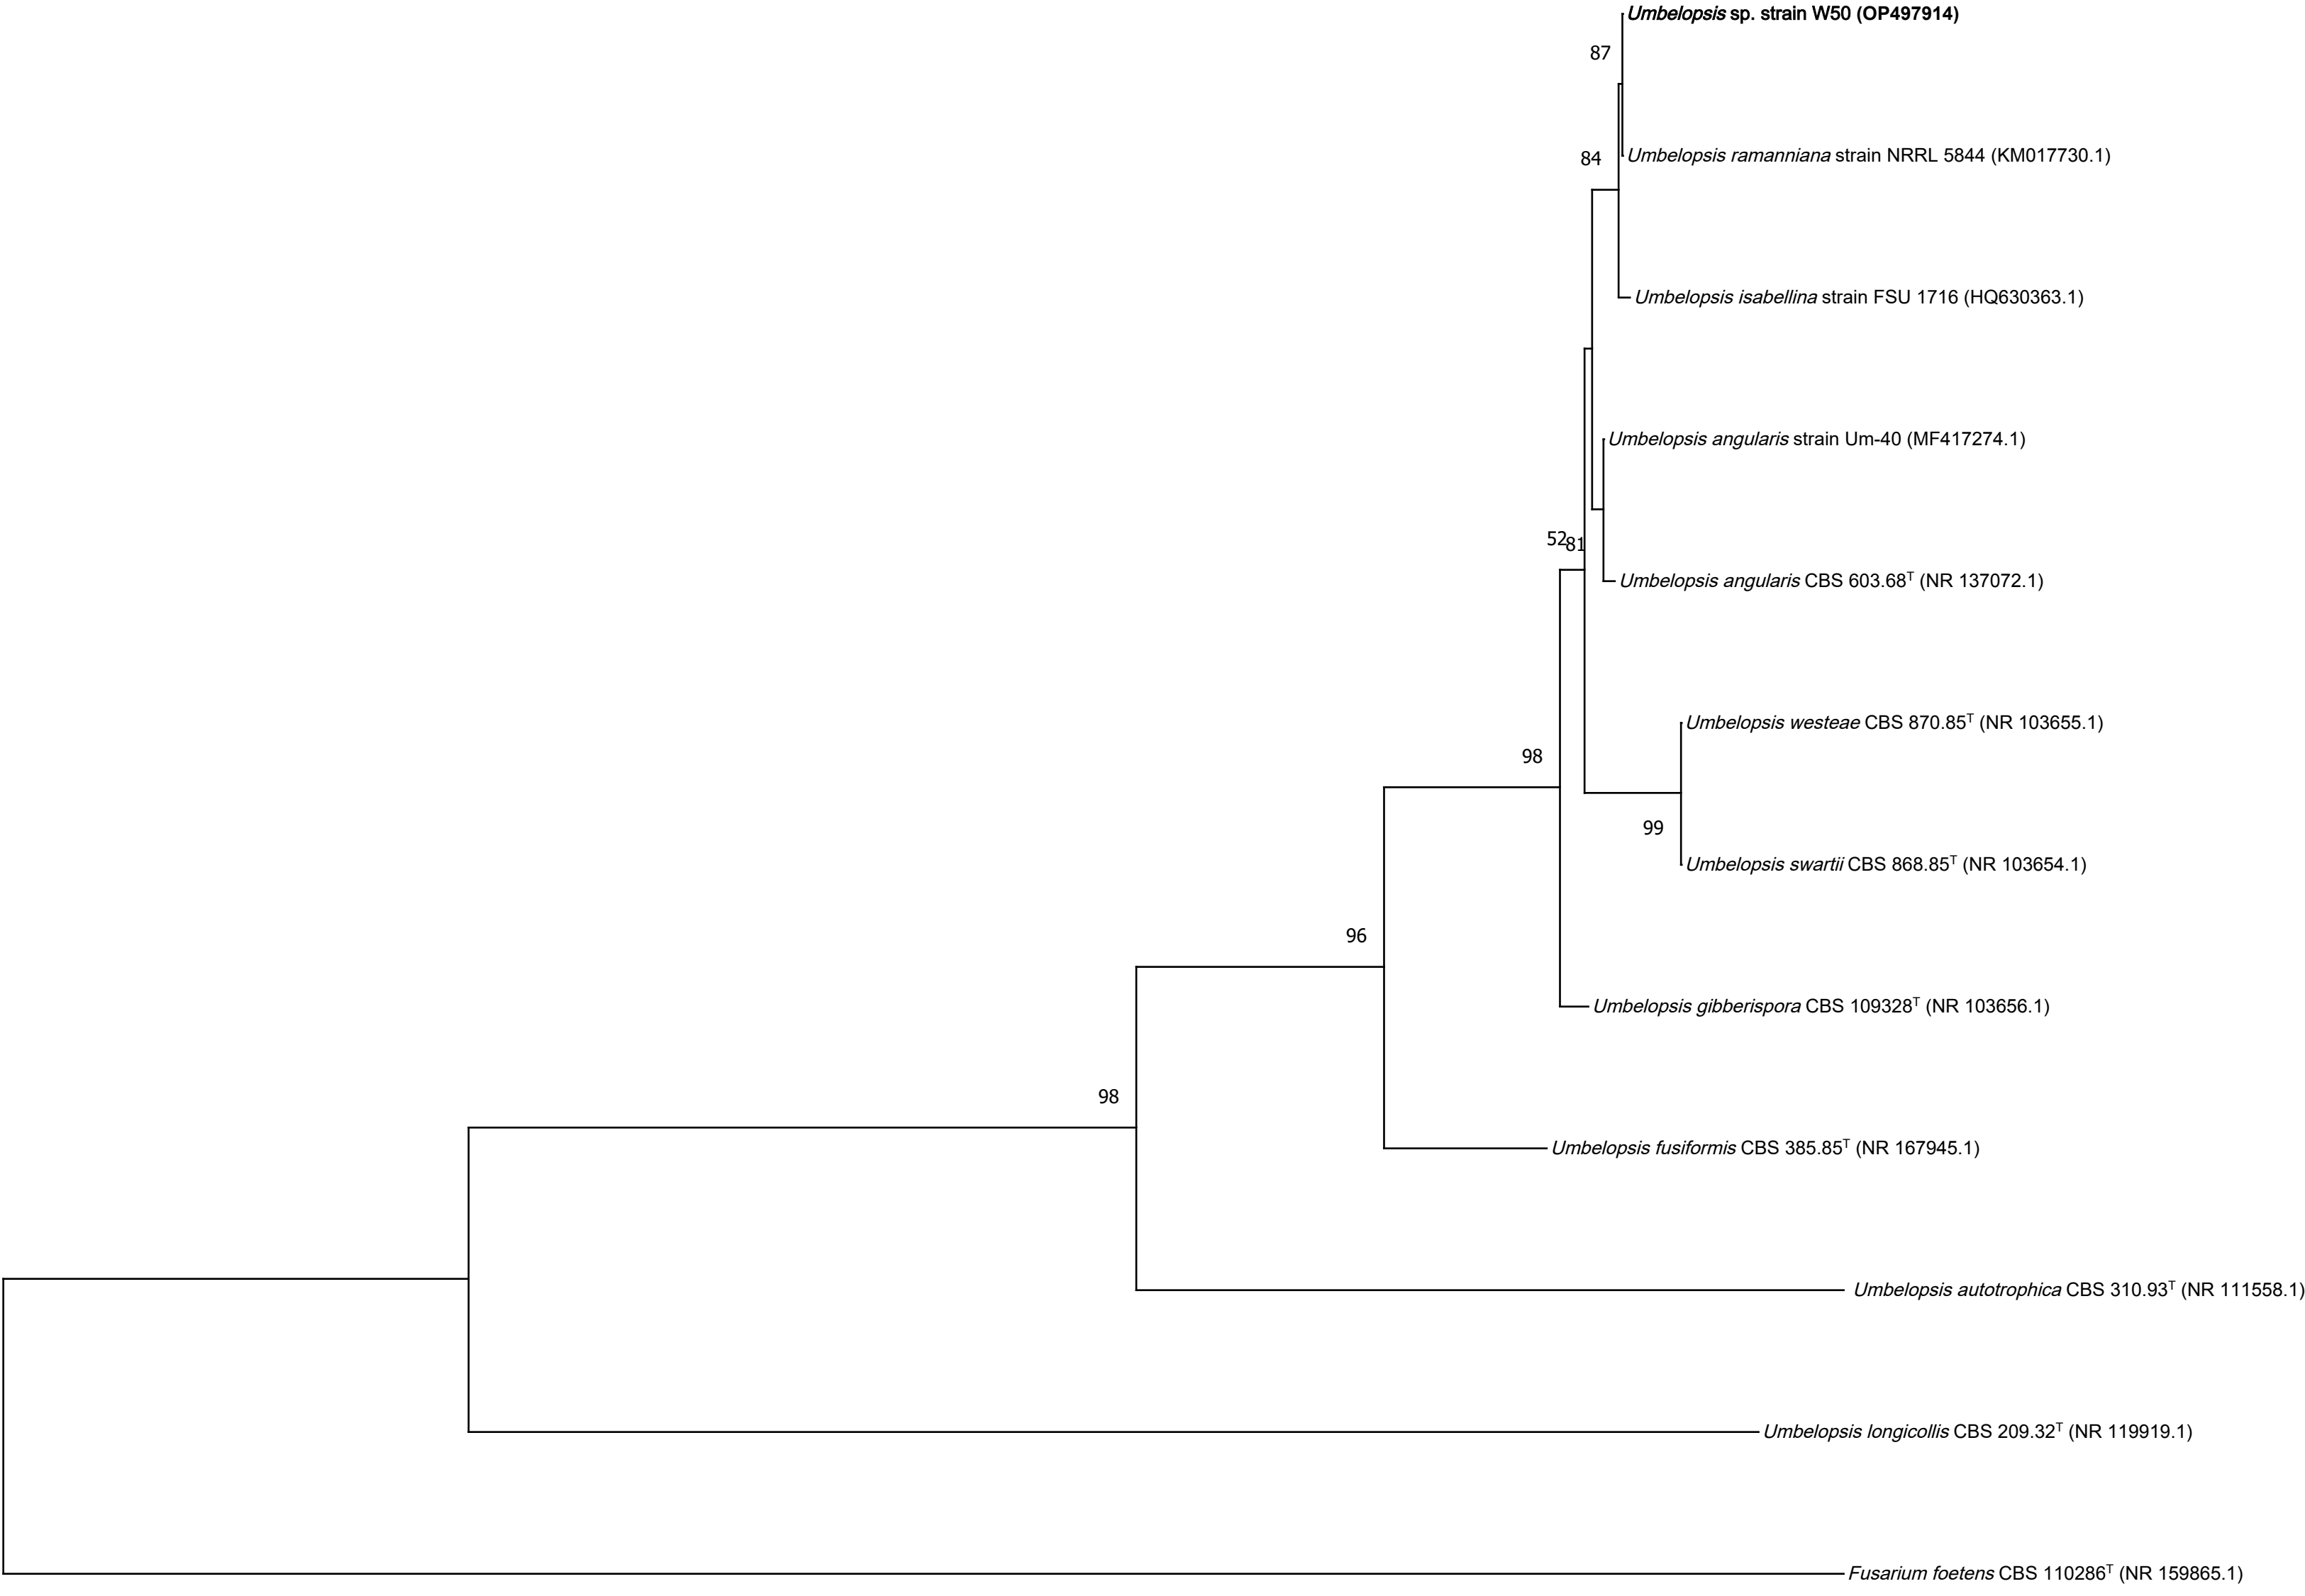 Umbelopsis sp. strain W50 (OP497914)
87
84
Umbelopsis ramanniana strain NRRL 5844 (KM017730.1)
Umbelopsis isabellina strain FSU 1716 (HQ630363.1)
Umbelopsis angularis strain Um-40 (MF417274.1)
52
81
Umbelopsis angularis CBS 603.68ᵀ (NR 137072.1)
Umbelopsis westeae CBS 870.85ᵀ (NR 103655.1)
98
99
Umbelopsis swartii CBS 868.85ᵀ (NR 103654.1)
96
Umbelopsis gibberispora CBS 109328ᵀ (NR 103656.1)
98
Umbelopsis fusiformis CBS 385.85ᵀ (NR 167945.1)
Umbelopsis autotrophica CBS 310.93ᵀ (NR 111558.1)
Umbelopsis longicollis CBS 209.32ᵀ (NR 119919.1)
Fusarium foetens CBS 110286ᵀ (NR 159865.1)